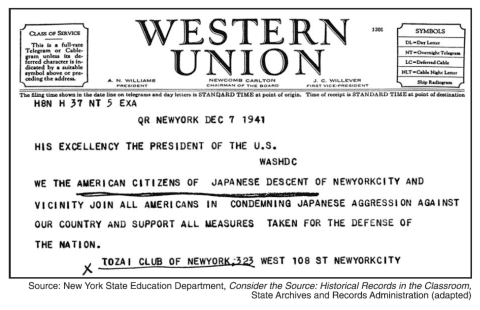 CLASS OF SERVICE
This is a full-rate
Telegram or Cable-
gram unless its de-
ferred character is in-
dicated by a suitable
symbol above or pre-
ceding the address.
WESTERN
UNION
1201
SYMBOLS
DL=Day Letter
NT=Overnight Telegram
LC=Deferred Cable
NLT=Cable Night Letter
Ship Radiogram
A. N. WILLIAMS
PRESIDENT
NEWCOMB CARLTON
CHAIRMAN OF THE BOARD
J. C. WILLEVER
FIRST VICE-PRESIDENT
The filing time shown in the date line on telegrams and day letters is STANDARD TIME at point of origin. Time of receipt is STANDARD TIME at point of destination
H8N H 37 NT 5 EXA
QR NEWYORK DEC 7 1941
HIS EXCELLENCY THE PRESIDENT OF THE U.S.
WASHDC
WE THE AMERICAN CITIZENS OF JAPANESE DESCENT OF NEWYORKCITY AND
VICINITY JOIN ALL AMERICANS IN CONDEMNING JAPANESE AGGRESSION AGAINST
OUR COUNTRY AND SUPPORT ALL MEASURES TAKEN FOR THE DEFENSE OF
THE NATION.
X TOZAI CLUB OF NEWYORK,323 WEST 108 ST NEWYORKCITY
Source: New York State Education Department, Consider the Source: Historical Records in the Classroom,
State Archives and Records Administration (adapted)